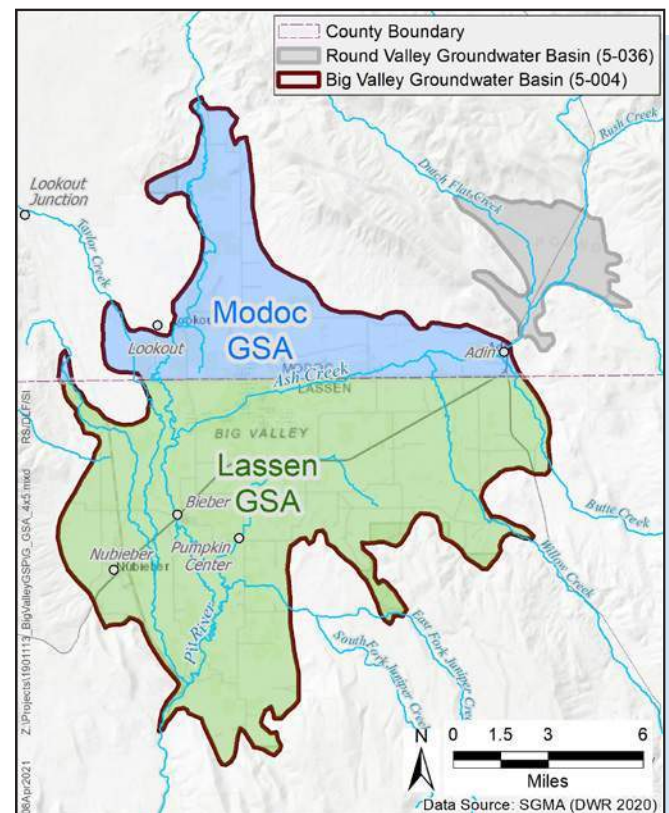 County Boundary
Round Valley Groundwater Basin (5-036)
Big Valley Groundwater Basin (5-004)
Rush Creek
Dutch Flat Creek
Lookout
Junction
Taylor Creek
Modoc
GSA
Lookout
Adin
MODOC
LASSEN
Ash Creek
BIG VALLEY
Lassen
GSA
Bieber
Pumpkin
Center
Nubieber
Nubieber
Butte Creek
Willow Creek
Pit River
South Fork Juniper Creek
East Fork Juniper Creek
N
0 1.5 3 6
Miles
Data Source: SGMA (DWR 2020)
08Apr2021 Z:\Projects\1901113_BigValleyGSP\G_GSA_4x5.mxd RS/DLF/SI